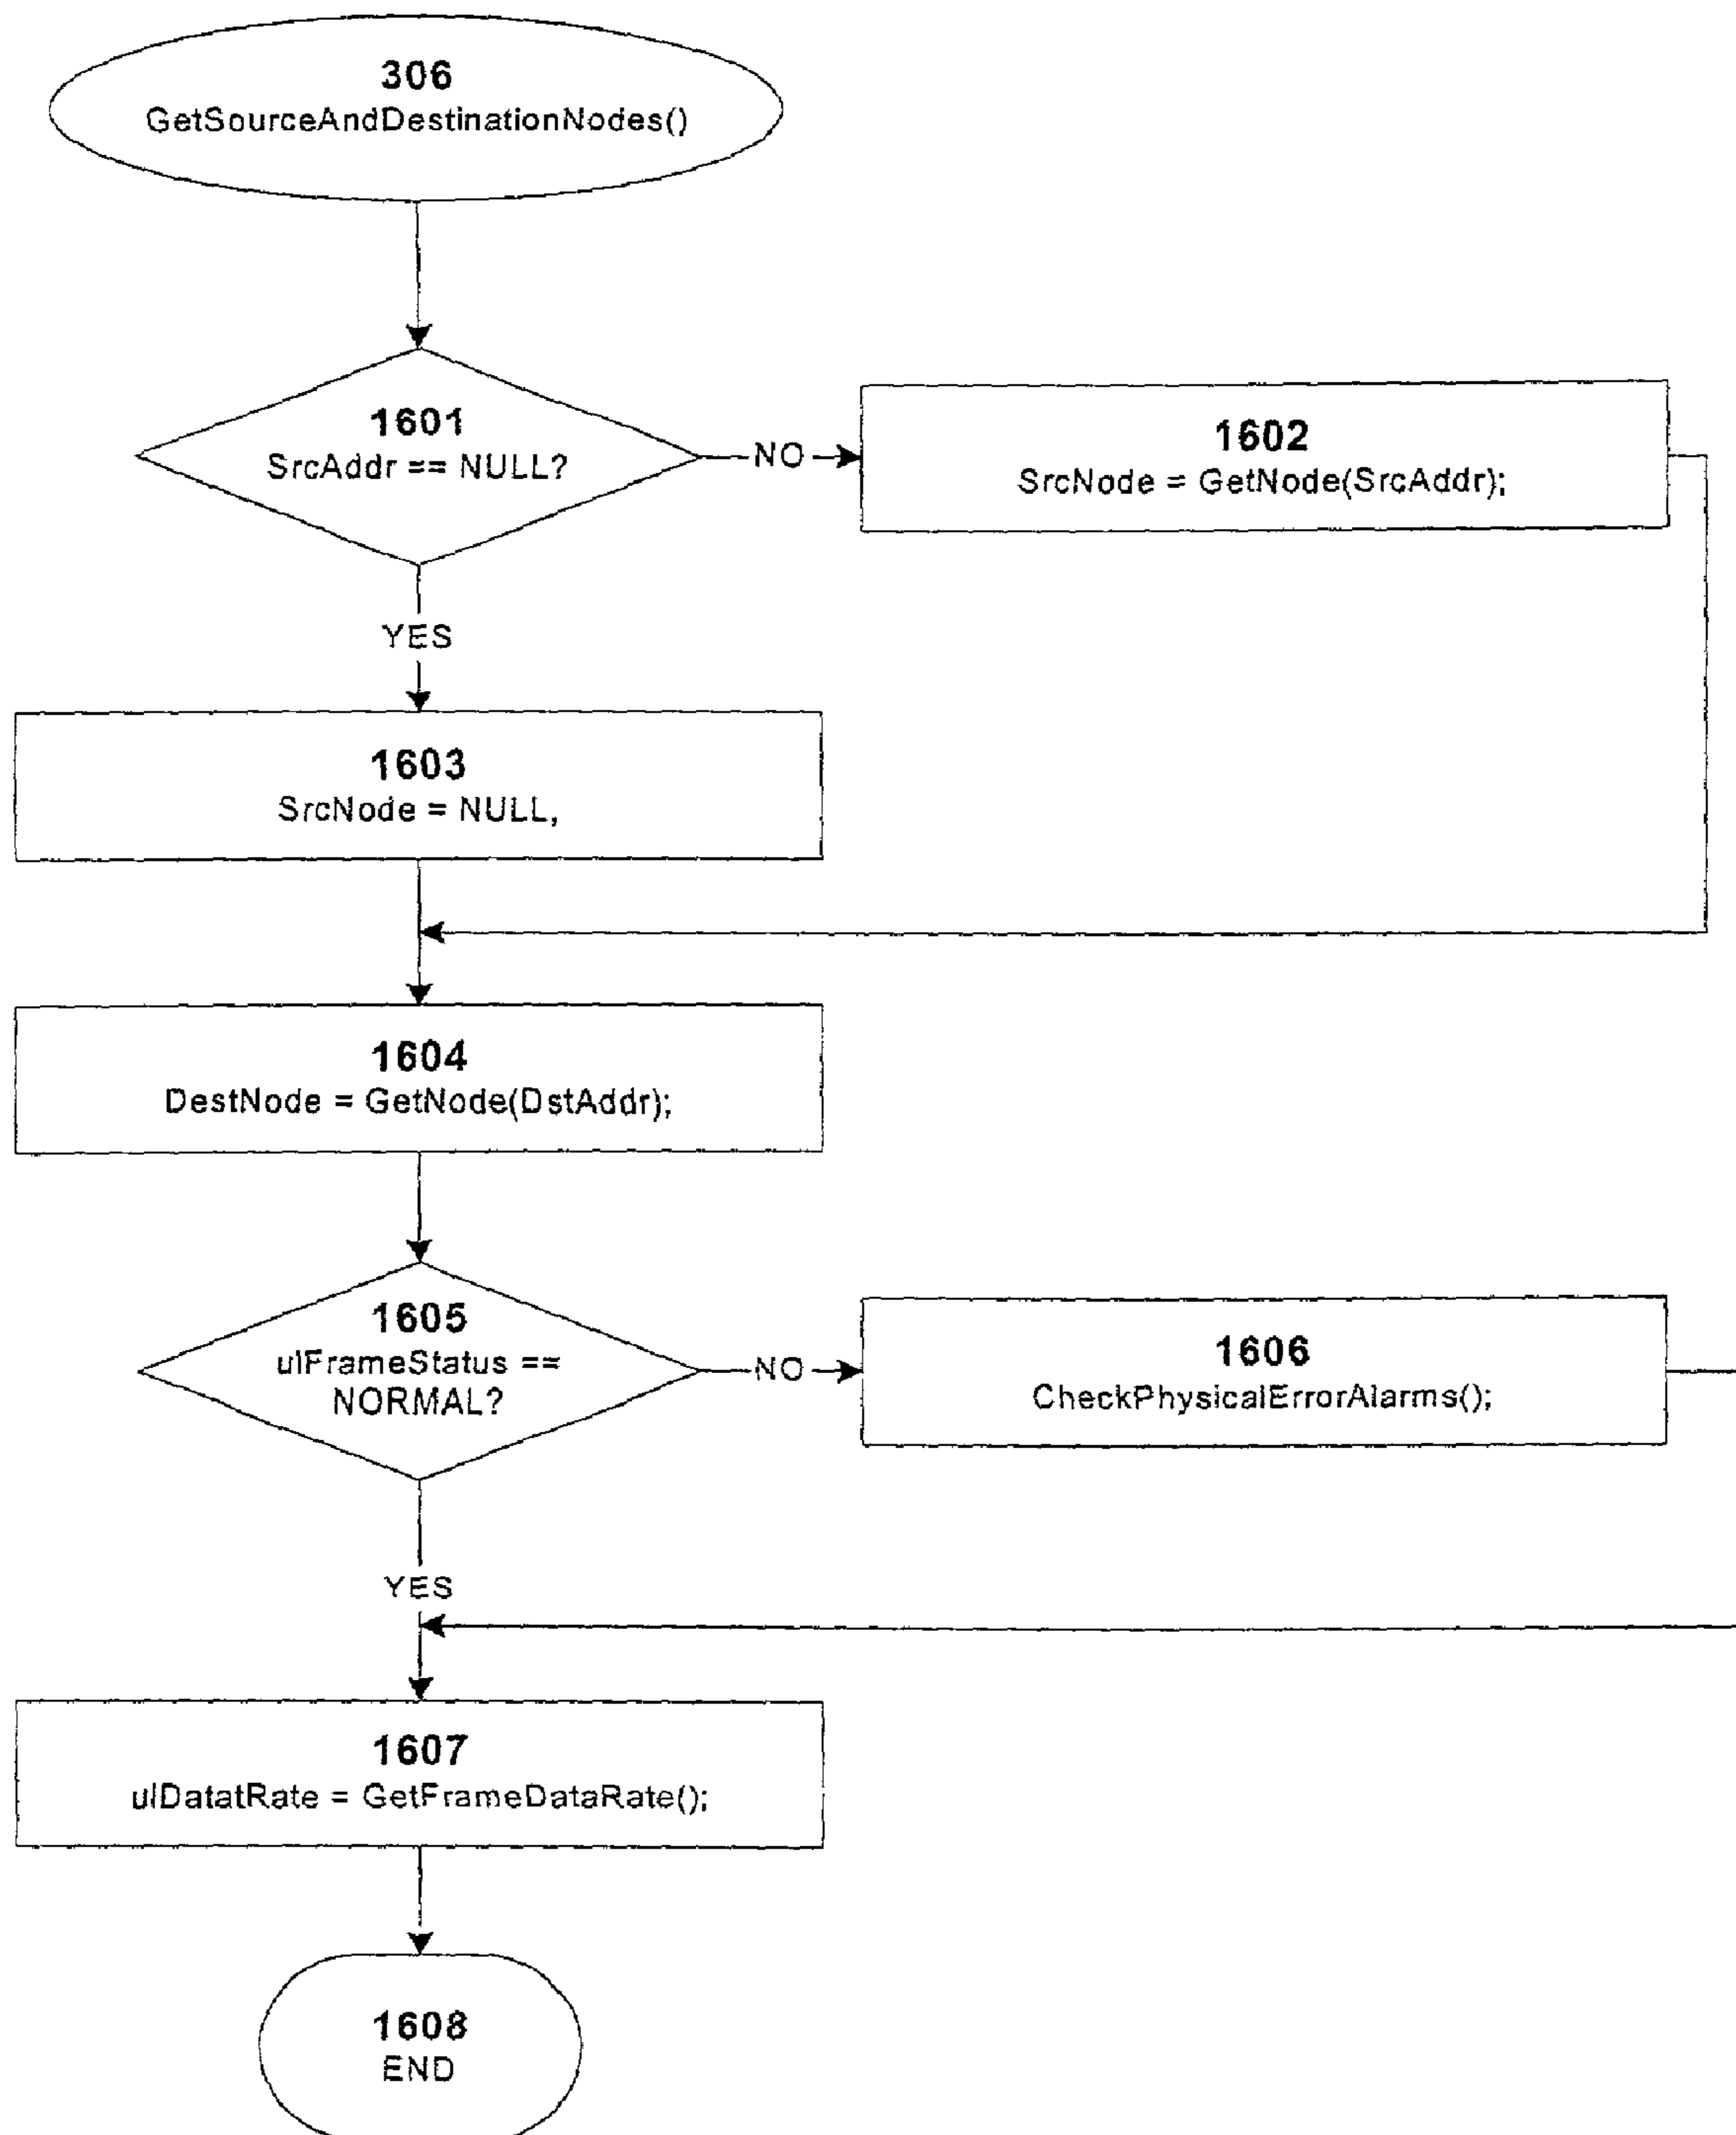 306
GetSourceAndDestinationNodes()
1601
SrcAddr == NULL?
NO
1602
SrcNode = GetNode(SrcAddr);
YES
1603
SrcNode = NULL,
1604
DestNode = GetNode(DstAddr);
1605
ulFrameStatus ==
NORMAL?
NO
1606
CheckPhysicalErrorAlarms();
YES
1607
ulDatatRate = GetFrameDataRate();
1608
END